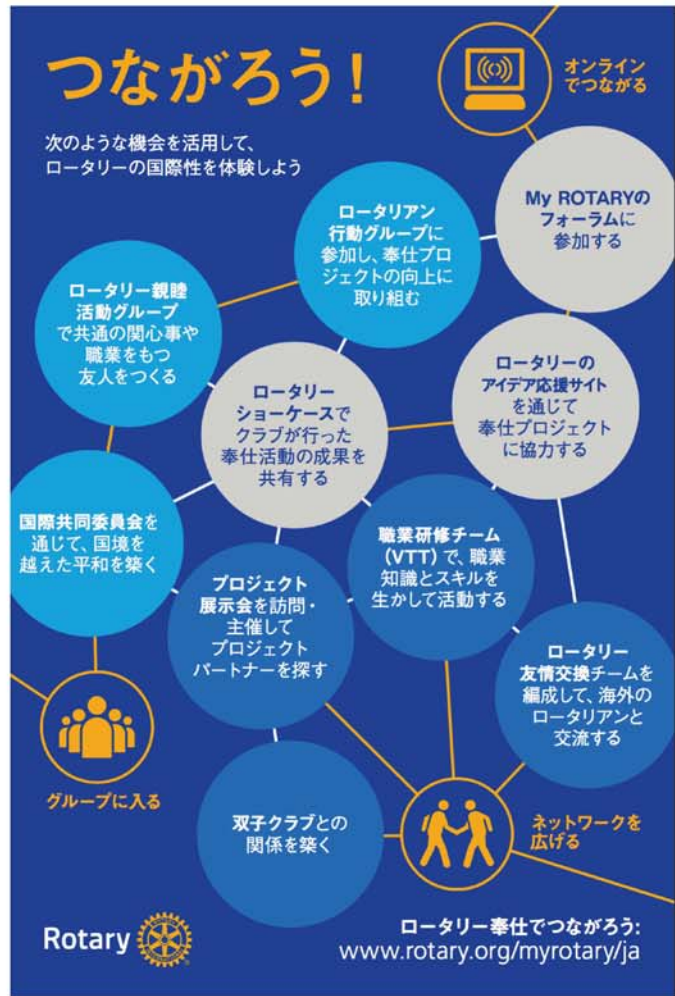 つながろう！
次のような機会を活用して、
ロータリーの国際性を体験しよう
オンライン
でつながる
My ROTARYの
フォーラムに
参加する
ロータリアン
行動グループに
参加し、奉仕プロ
ジェクトの向上に
取り組む
ロータリー親睦
活動グループ
で共通の関心事や
職業をもつ
友人をつくる
ロータリーの
アイデア応援サイト
を通じて
奉仕プロジェクト
に協力する
ロータリー
ショーケースで
クラブが行った
奉仕活動の成果を
共有する
国際共同委員会を
通じて、国境を
越えた平和を築く
職業研修チーム
（VTT）で、職業
知識とスキルを
生かして活動する
プロジェクト
展示会を訪問・
主催して
プロジェクト
パートナーを探す
ロータリー
友情交換チームを
編成して、海外の
ロータリアンと
交流する
グループに入る
双子クラブとの
関係を築く
ネットワークを
広げる
Rotary
ロータリー奉仕でつながろう:
www.rotary.org/myrotary/ja